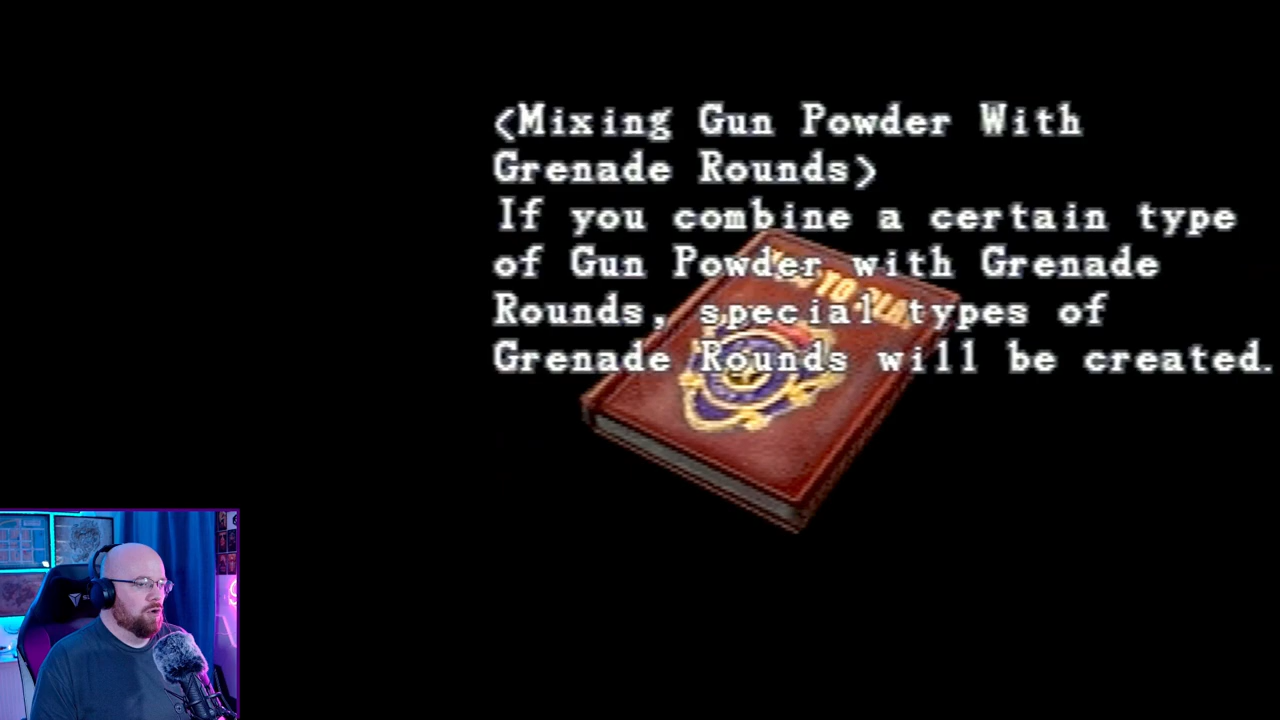 <Mixing Gun Powder With
Grenade Rounds>
If you combine a certain type
of Gun Powder with Grenade
Rounds, special types of
Grenade Rounds will be created.